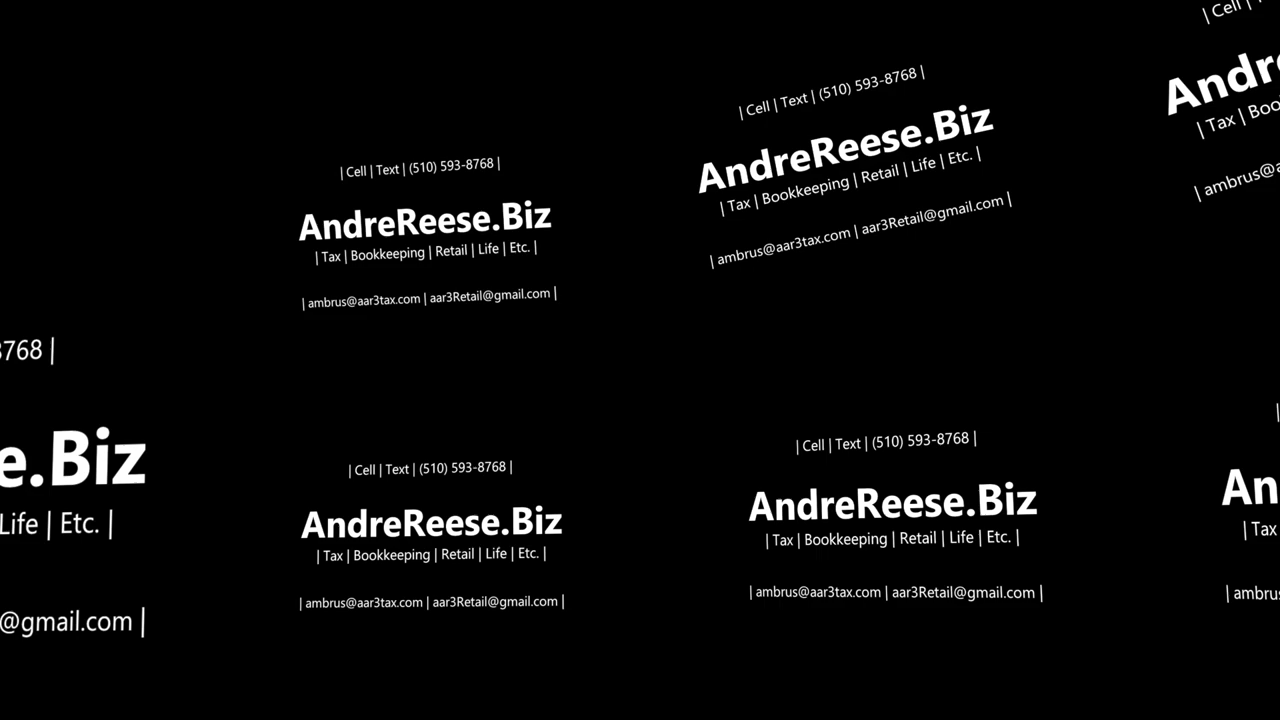 | Cell | Text | (510) 593-8768 |
AndreReese.Biz
| Tax | Bookkeeping | Retail | Life | Etc. |
| ambrus@aar3tax.com | aar3Retail@gmail.com |
| Cell | Text | (510) 593-8768 |
AndreReese.Biz
| Tax | Bookkeeping | Retail | Life | Etc. |
| ambrus@aar3tax.com | aar3Retail@gmail.com |
| Cell |
Andre
| Tax | Boo
| ambrus@a
8768 |
e.Biz
Life | Etc. |
@gmail.com |
| Cell | Text | (510) 593-8768 |
AndreReese.Biz
| Tax | Bookkeeping | Retail | Life | Etc. |
| ambrus@aar3tax.com | aar3Retail@gmail.com |
| Cell | Text | (510) 593-8768 |
AndreReese.Biz
| Tax | Bookkeeping | Retail | Life | Etc. |
| ambrus@aar3tax.com | aar3Retail@gmail.com |
|
An
| Tax
| ambrus